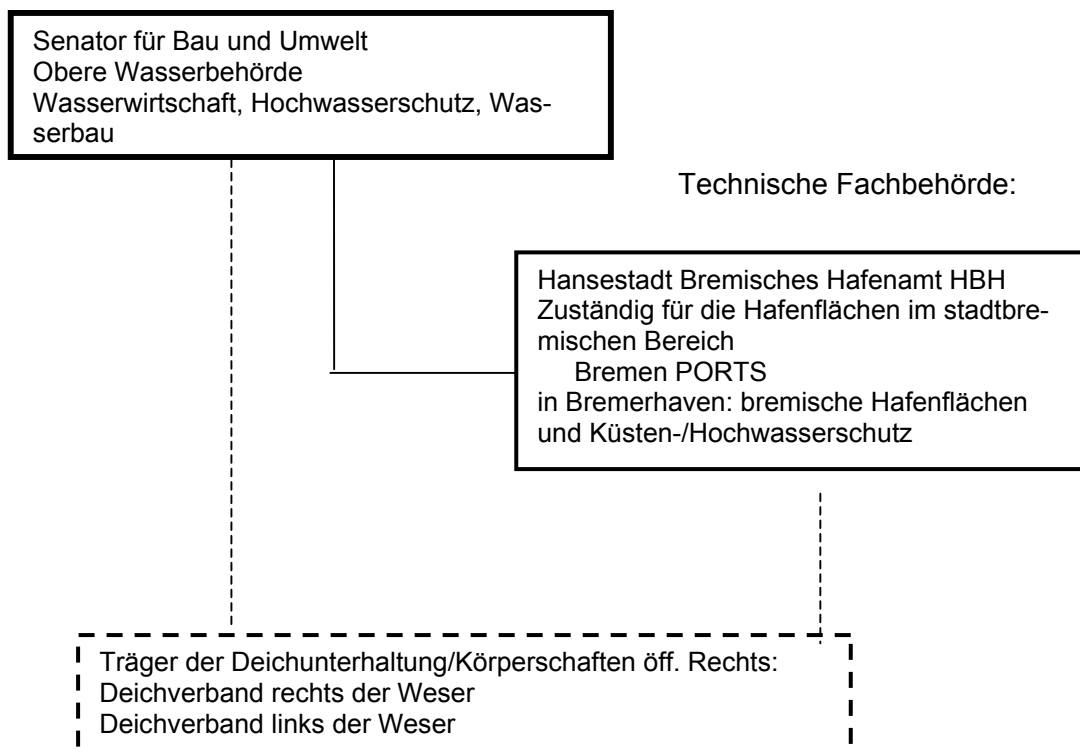 Senator für Bau und Umwelt
Obere Wasserbehörde
Wasserwirtschaft, Hochwasserschutz, Was-
serbau
Technische Fachbehörde:
Hansestadt Bremisches Hafenamt HBH
Zuständig für die Hafenflächen im stadtbre-
mischen Bereich
Bremen PORTS
in Bremerhaven: bremische Hafenflächen
und Küsten-/Hochwasserschutz
Träger der Deichunterhaltung/Körperschaften öff. Rechts:
Deichverband rechts der Weser
Deichverband links der Weser